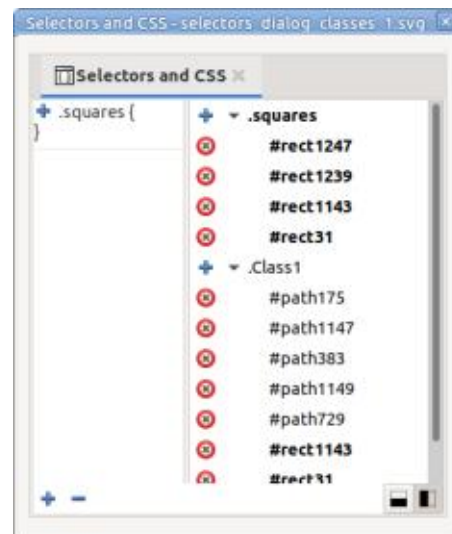 Selectors and CSS - selectors_dialog_classes_1.svg
Selectors and CSS
.squares {
}
.squares
#rect1247
#rect1239
#rect1143
#rect31
.Class1
#path175
#path1147
#path383
#path1149
#path729
#rect1143
#rect31